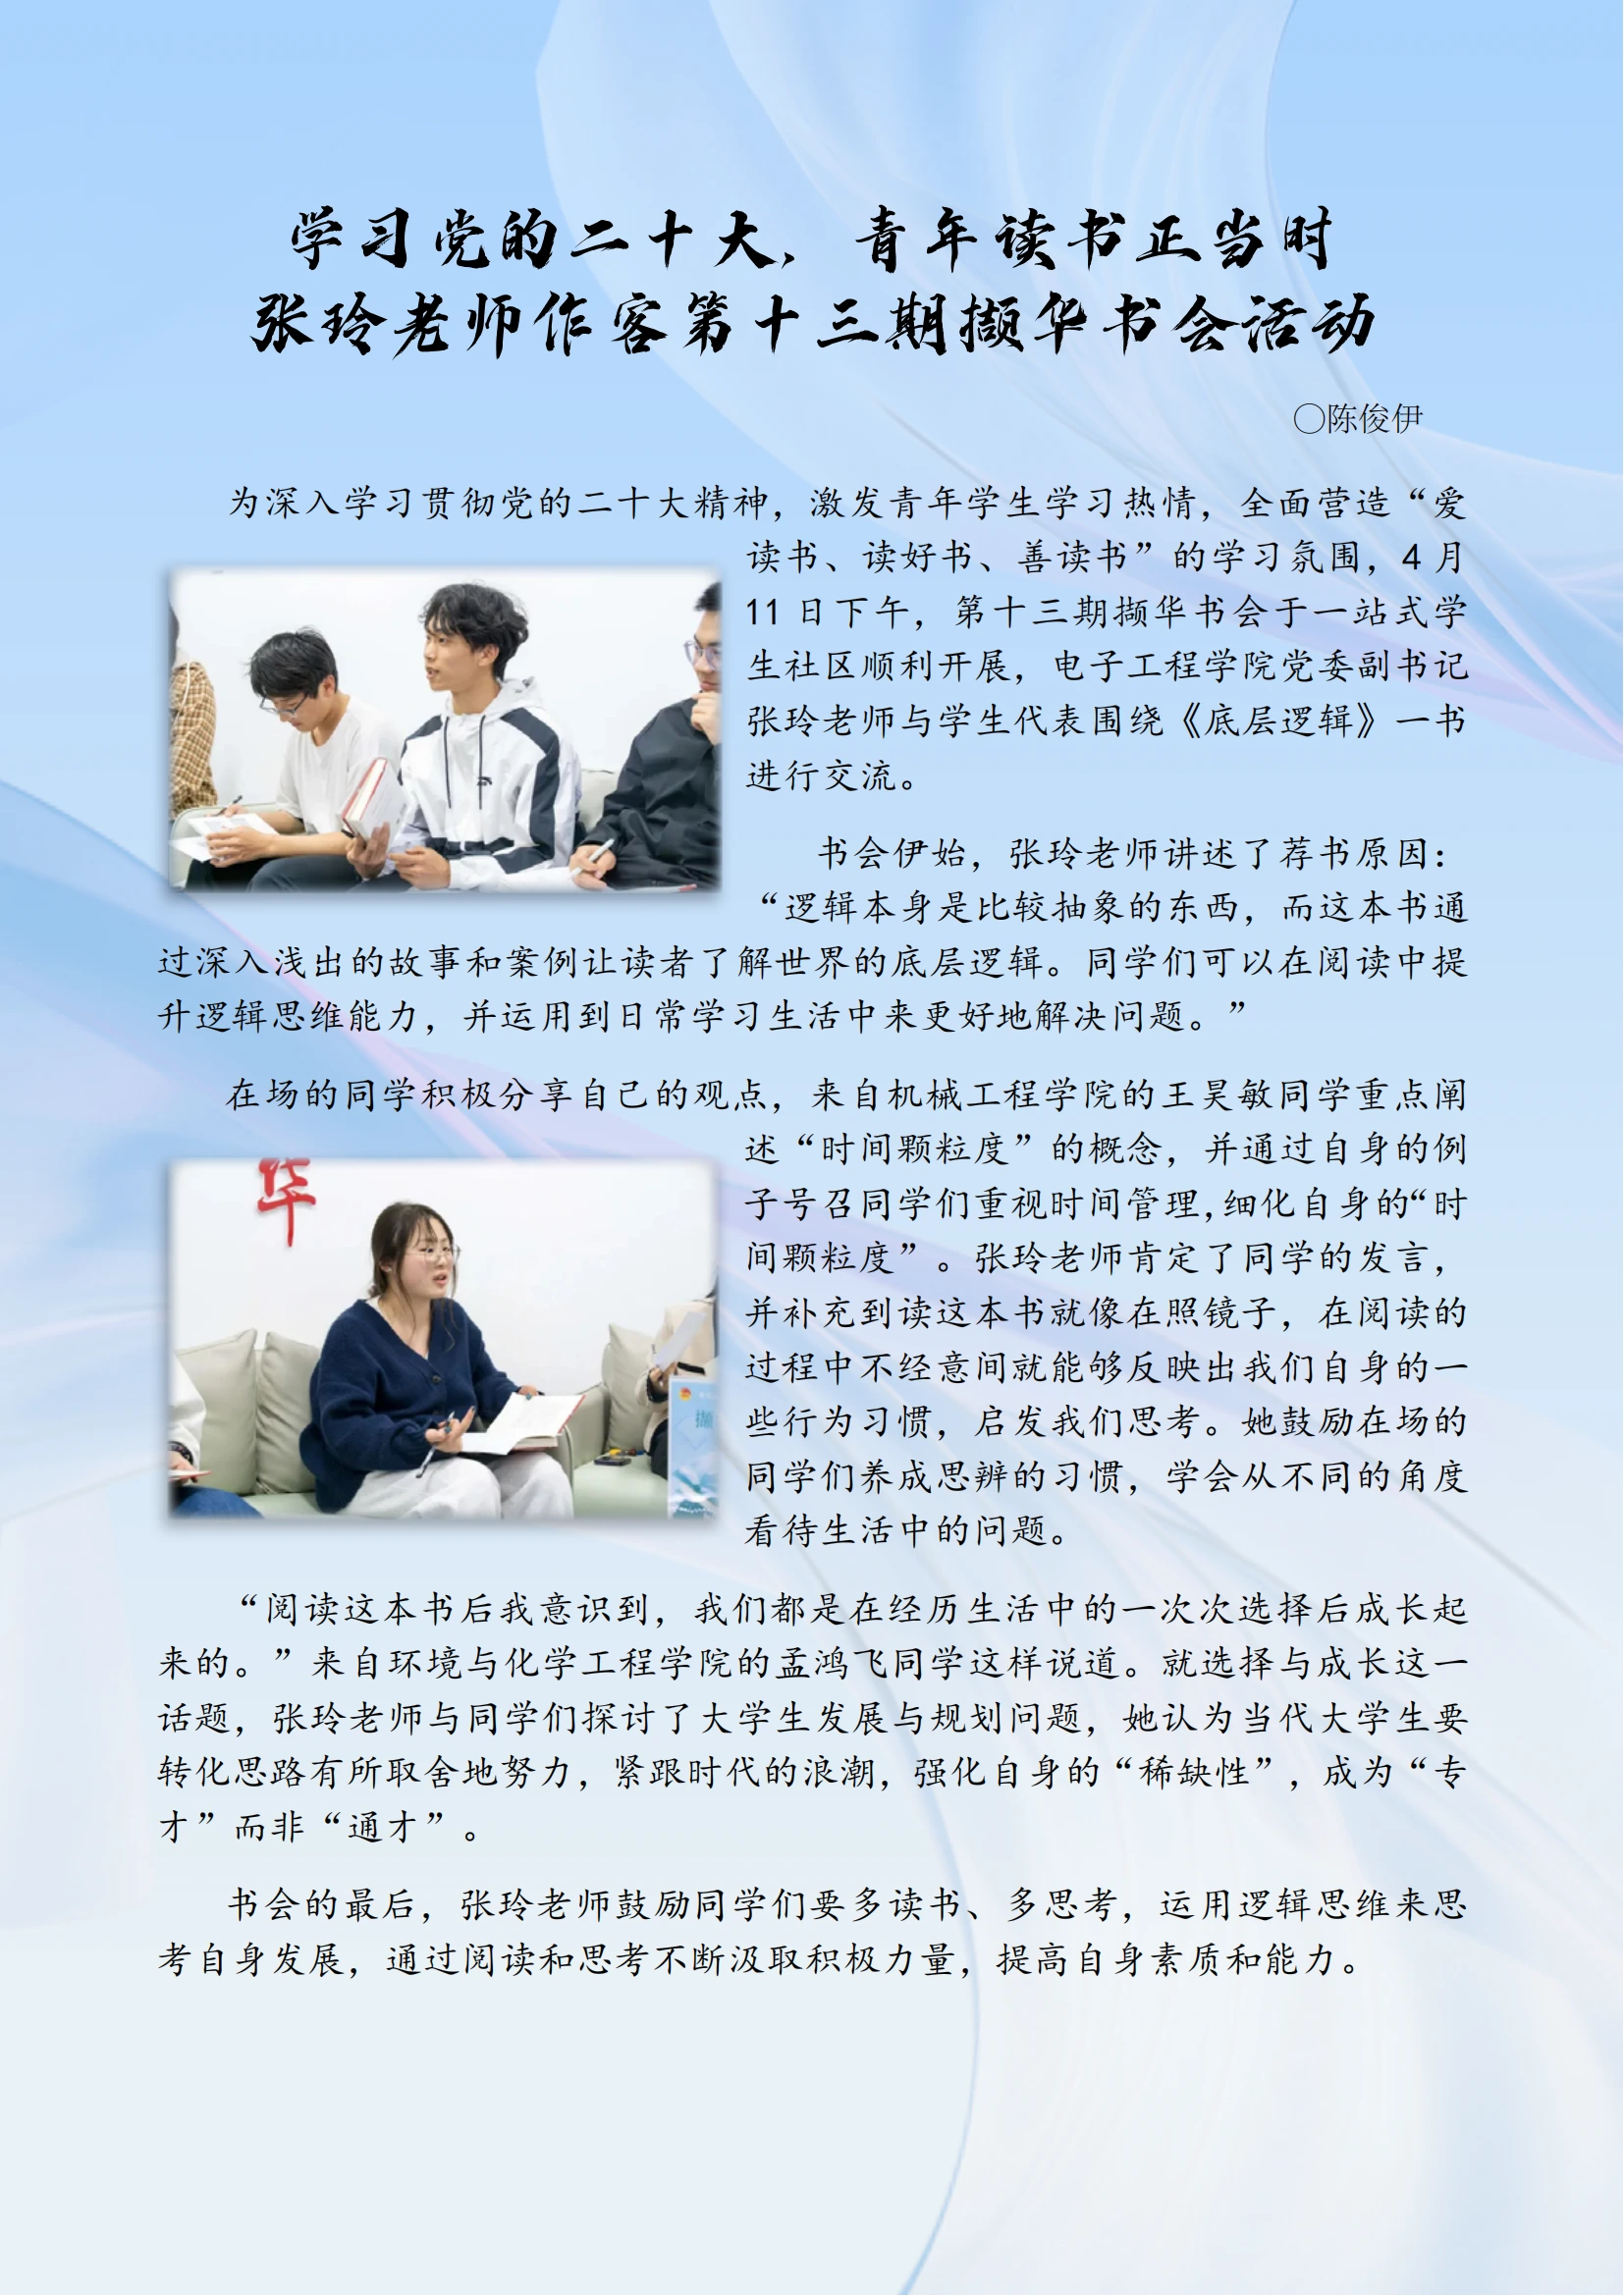 学习党的二十大，青年读书正当时
张玲老师作客第十三期撷华书会活动
〇陈俊伊
为深入学习贯彻党的二十大精神，激发青年学生学习热情，全面营造“爱
读书、读好书、善读书”的学习氛围，4 月
11 日下午，第十三期撷华书会于一站式学
生社区顺利开展，电子工程学院党委副书记
张玲老师与学生代表围绕《底层逻辑》一书
进行交流。
书会伊始，张玲老师讲述了荐书原因：
“逻辑本身是比较抽象的东西，而这本书通
过深入浅出的故事和案例让读者了解世界的底层逻辑。同学们可以在阅读中提
升逻辑思维能力，并运用到日常学习生活中来更好地解决问题。”
在场的同学积极分享自己的观点，来自机械工程学院的王昊敏同学重点阐
述“时间颗粒度”的概念，并通过自身的例
子号召同学们重视时间管理，细化自身的“时
间颗粒度”。张玲老师肯定了同学的发言，
并补充到读这本书就像在照镜子，在阅读的
过程中不经意间就能够反映出我们自身的一
些行为习惯，启发我们思考。她鼓励在场的
同学们养成思辨的习惯，学会从不同的角度
看待生活中的问题。
华
撷
“阅读这本书后我意识到，我们都是在经历生活中的一次次选择后成长起
来的。”来自环境与化学工程学院的孟鸿飞同学这样说道。就选择与成长这一
话题，张玲老师与同学们探讨了大学生发展与规划问题，她认为当代大学生要
转化思路有所取舍地努力，紧跟时代的浪潮，强化自身的“稀缺性”，成为“专
才”而非“通才”。
书会的最后，张玲老师鼓励同学们要多读书、多思考，运用逻辑思维来思
考自身发展，通过阅读和思考不断汲取积极力量，提高自身素质和能力。